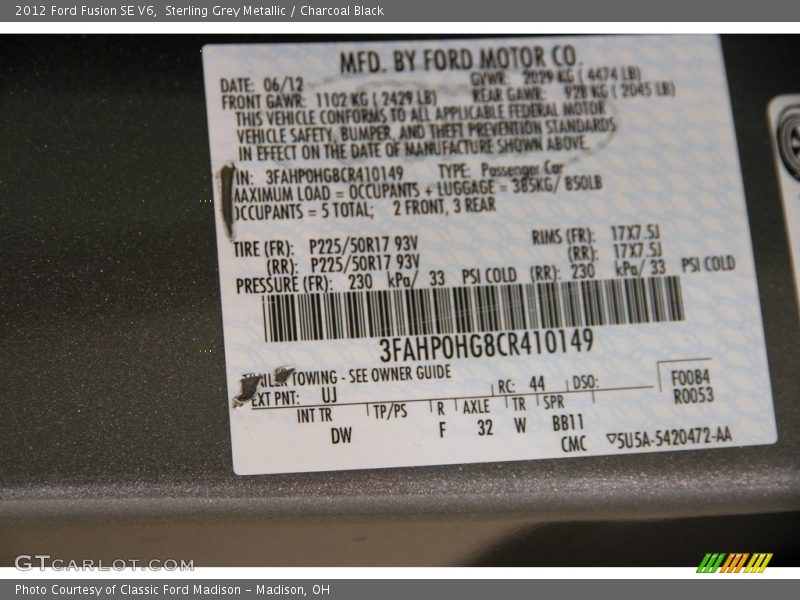 2012 Ford Fusion SE V6,  Sterling Grey Metallic / Charcoal Black
MFD. BY FORD MOTOR CO.
DATE: 06/12 GVWR: 2029 KG ( 4474 LB)
FRONT GAWR: 1102 KG ( 2429 LB) REAR GAWR: 928 KG ( 2045 LB)
THIS VEHICLE CONFORMS TO ALL APPLICABLE FEDERAL MOTOR
VEHICLE SAFETY, BUMPER, AND THEFT PREVENTION STANDARDS
IN EFFECT ON THE DATE OF MANUFACTURE SHOWN ABOVE.
IN: 3FAHP0HG8CR410149 TYPE: Passenger Car
MAXIMUM LOAD = OCCUPANTS + LUGGAGE = 385KG/ 850LB
OCCUPANTS = 5 TOTAL; 2 FRONT, 3 REAR
TIRE (FR): P225/50R17 93V RIMS (FR): 17X7.5J
(RR): P225/50R17 93V (RR): 17X7.5J
PRESSURE (FR): 230 kPa/ 33 PSI COLD (RR): 230 kPa/ 33 PSI COLD
3FAHP0HG8CR410149
TOWING - SEE OWNER GUIDE
EXT PNT: UJ RC: 44 DSO: F00B4
R0053
INT TR TP/PS R AXLE TR SPR
DW F 32 W BB11
CMC ▽5U5A-5420472-AA
GTCARLOT.COM
Photo Courtesy of Classic Ford Madison - Madison, OH